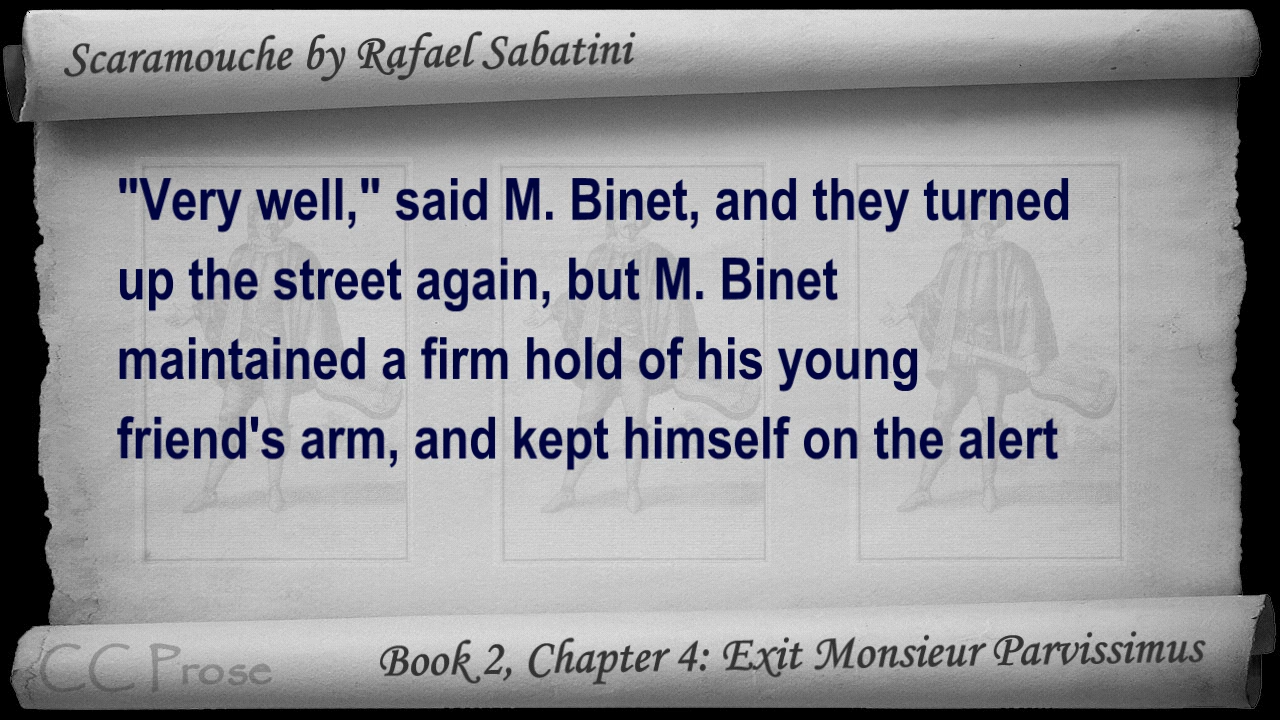 Scaramouche by Rafael Sabatini
"Very well," said M. Binet, and they turned
up the street again, but M. Binet
maintained a firm hold of his young
friend's arm, and kept himself on the alert
CC Prose
Book 2, Chapter 4: Exit Monsieur Parvissimus